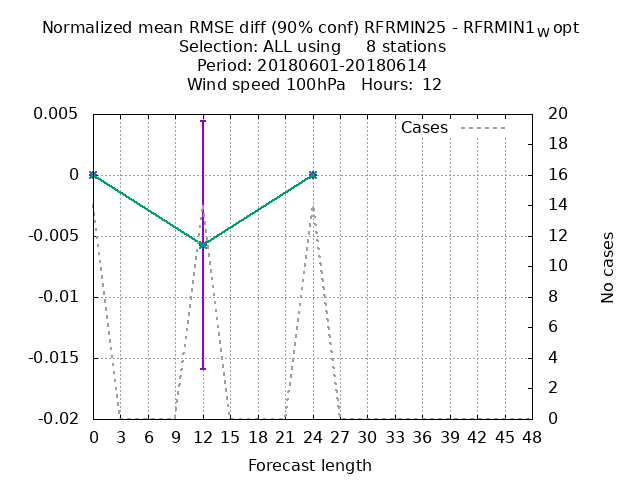 Normalized mean RMSE diff (90% conf) RFRMIN25 - RFRMIN1W opt
Selection: ALL using 8 stations
Period: 20180601-20180614
Wind speed 100hPa Hours: 12
Cases
0.005
0
-0.005
-0.01
-0.015
-0.02
20
18
16
14
12
10
8
6
4
2
0
No cases
0 3 6 9 12 15 18 21 24 27 30 33 36 39 42 45 48
Forecast length